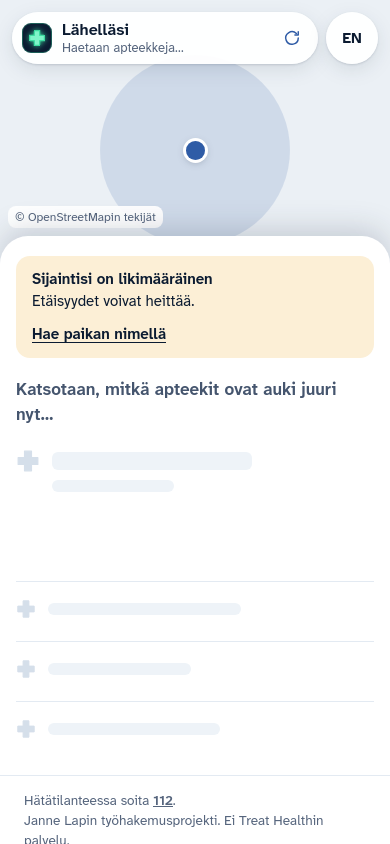 Lähelläsi
Haetaan apteekkeja...
EN
© OpenStreetMapin tekijät
Sijaintisi on likimääräinen
Etäisyydet voivat heittää.
Hae paikan nimellä
Katsotaan, mitkä apteekit ovat auki juuri
nyt...
Hätätilanteessa soita 112.
Janne Lapin työhakemusprojekti. Ei Treat Healthin
palvelu.